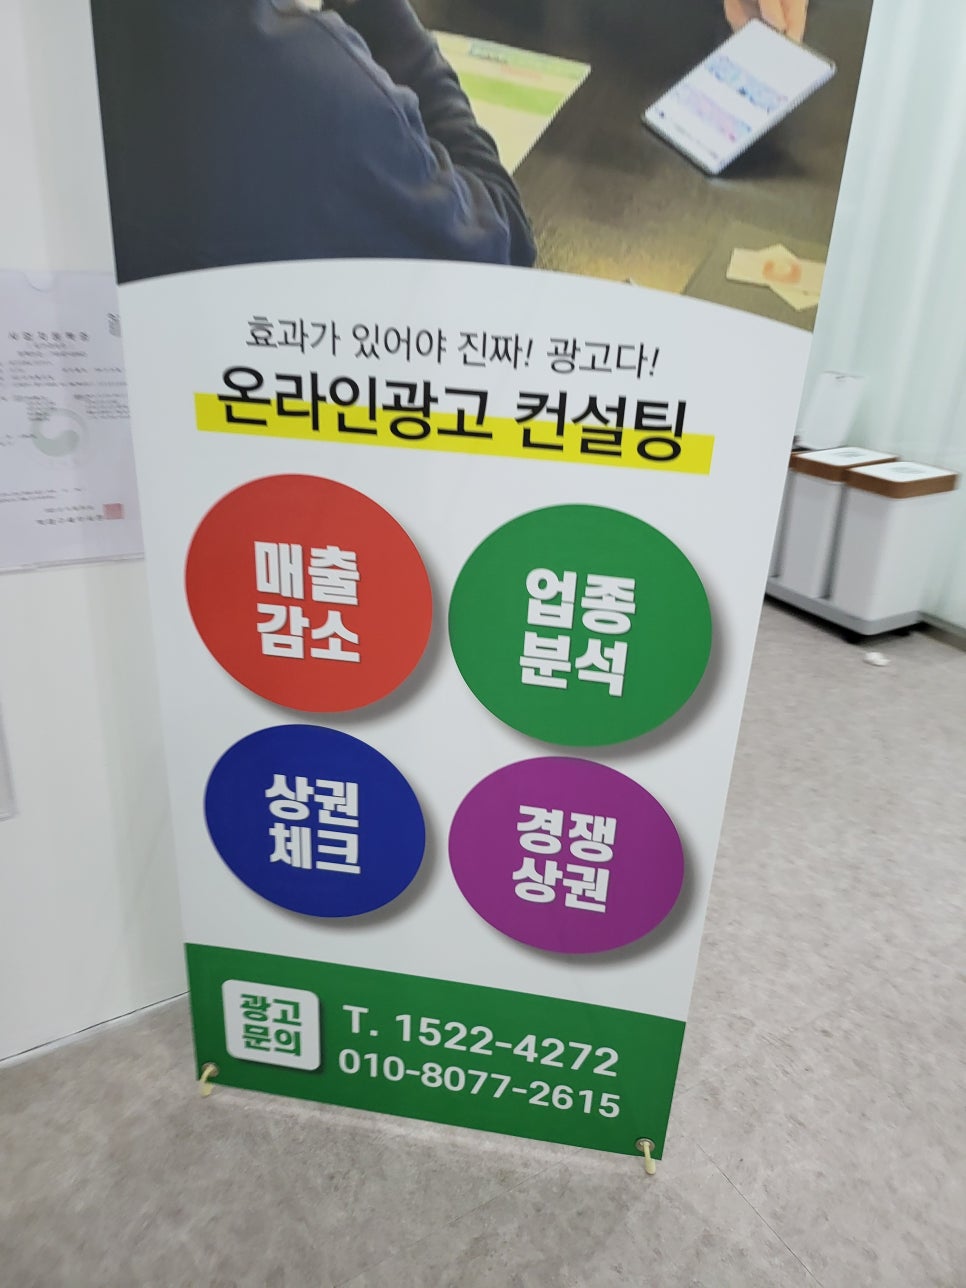 효과가 있어야 진짜! 광고다!
온라인광고 컨설팅
매출
감소
업종
분석
상권
체크
경쟁
상권
광고
문의
T. 1522-4272
010-8077-2615